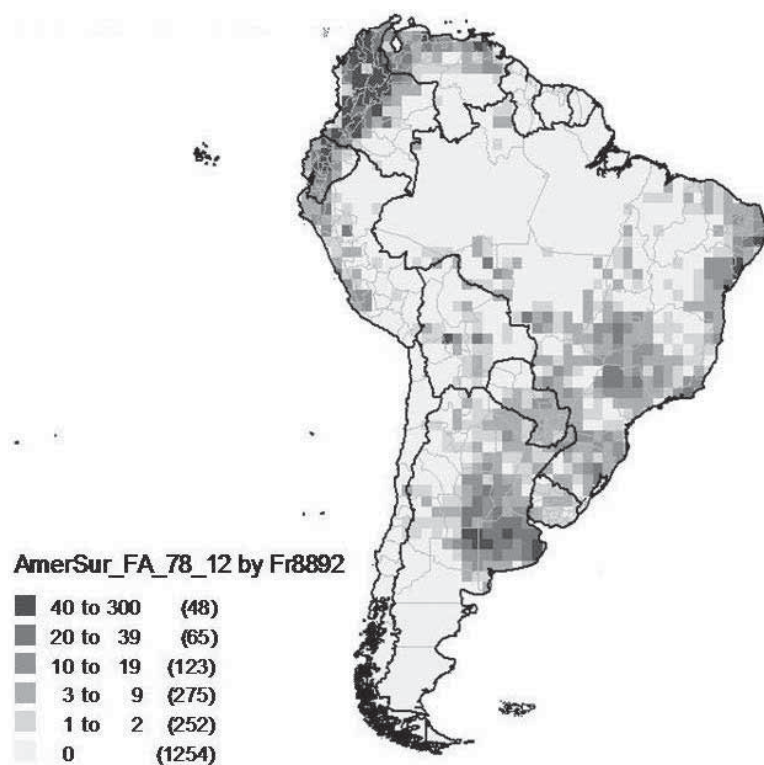 AmerSur_FA_78_12 by Fr8892
40 to 300 (48)
20 to 39 (65)
10 to 19 (123)
3 to 9 (275)
1 to 2 (252)
0 (1254)